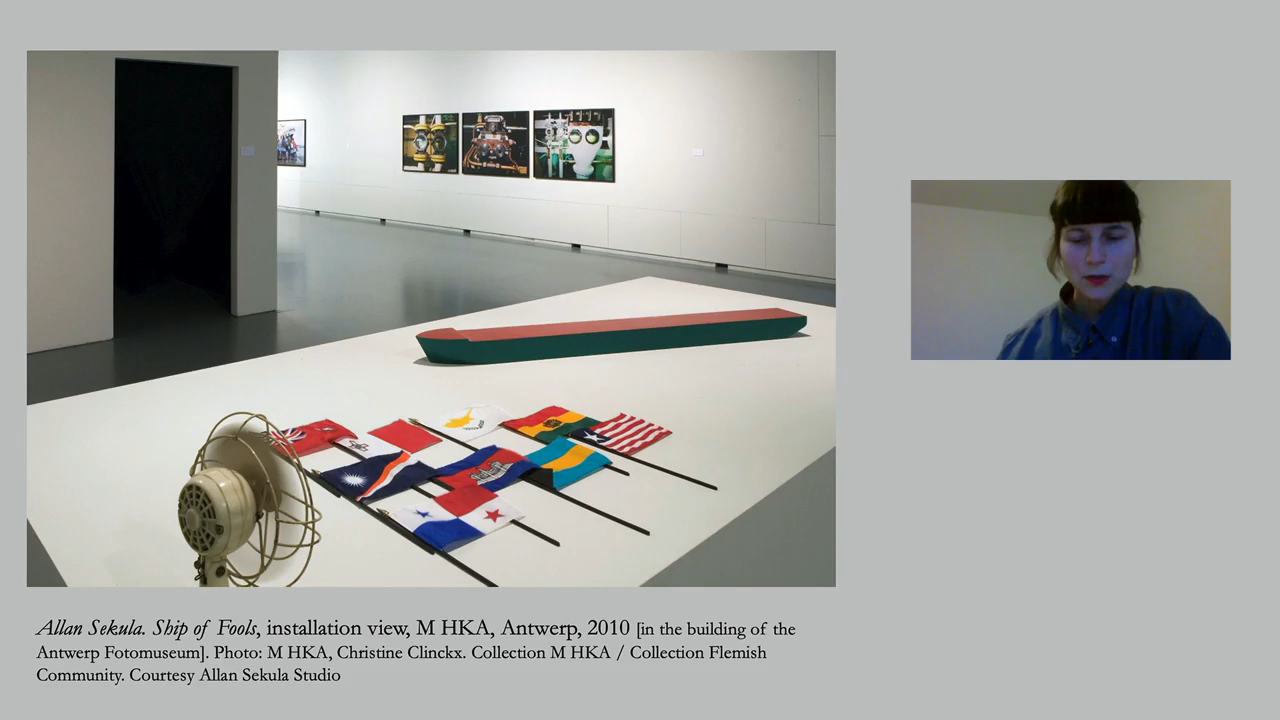 Allan Sekula. Ship of Fools, installation view, M HKA, Antwerp, 2010 [in the building of the
Antwerp Fotomuseum]. Photo: M HKA, Christine Clinckx. Collection M HKA / Collection Flemish
Community. Courtesy Allan Sekula Studio